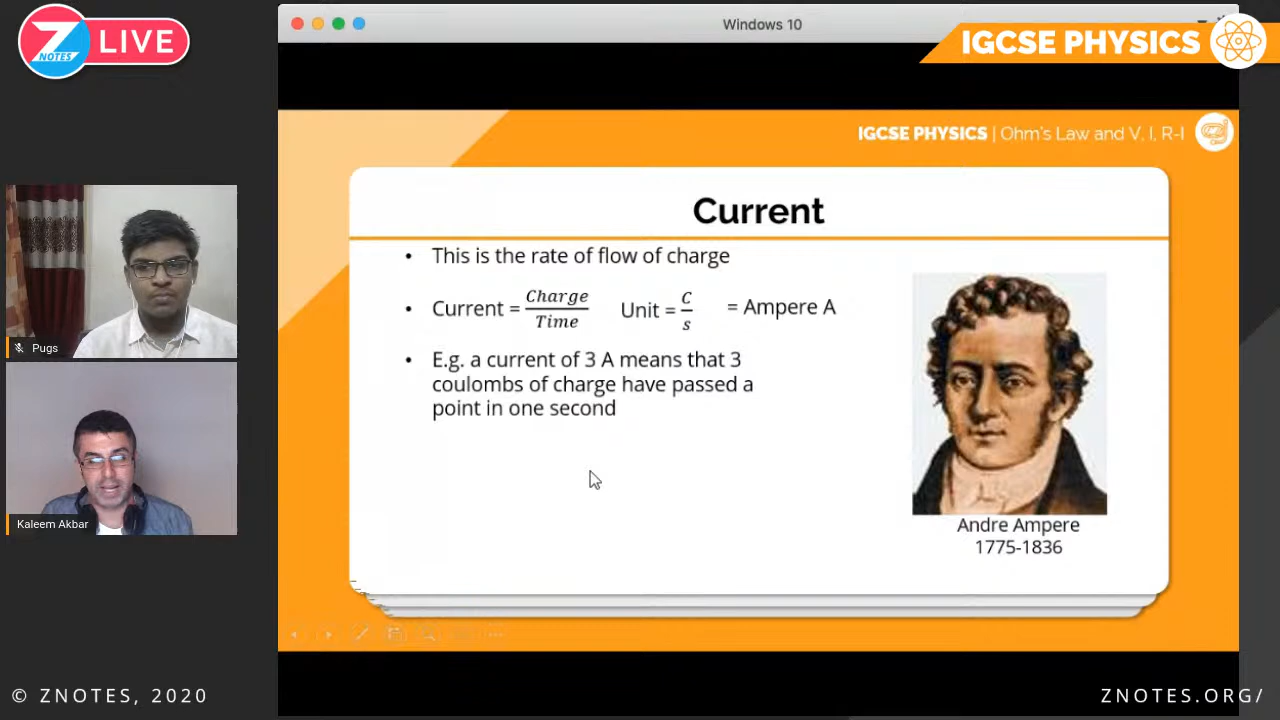 Z
NOTES
LIVE
Windows 10
IGCSE PHYSICS
IGCSE PHYSICS | Ohm's Law and V, I, R-I
Current
• This is the rate of flow of charge
• Current = Charge/Time Unit = C/s = Ampere A
• E.g. a current of 3 A means that 3
coulombs of charge have passed a
point in one second
Andre Ampere
1775-1836
Pugs
Kaleem Akbar
© ZNOTES, 2020
ZNOTES.ORG/